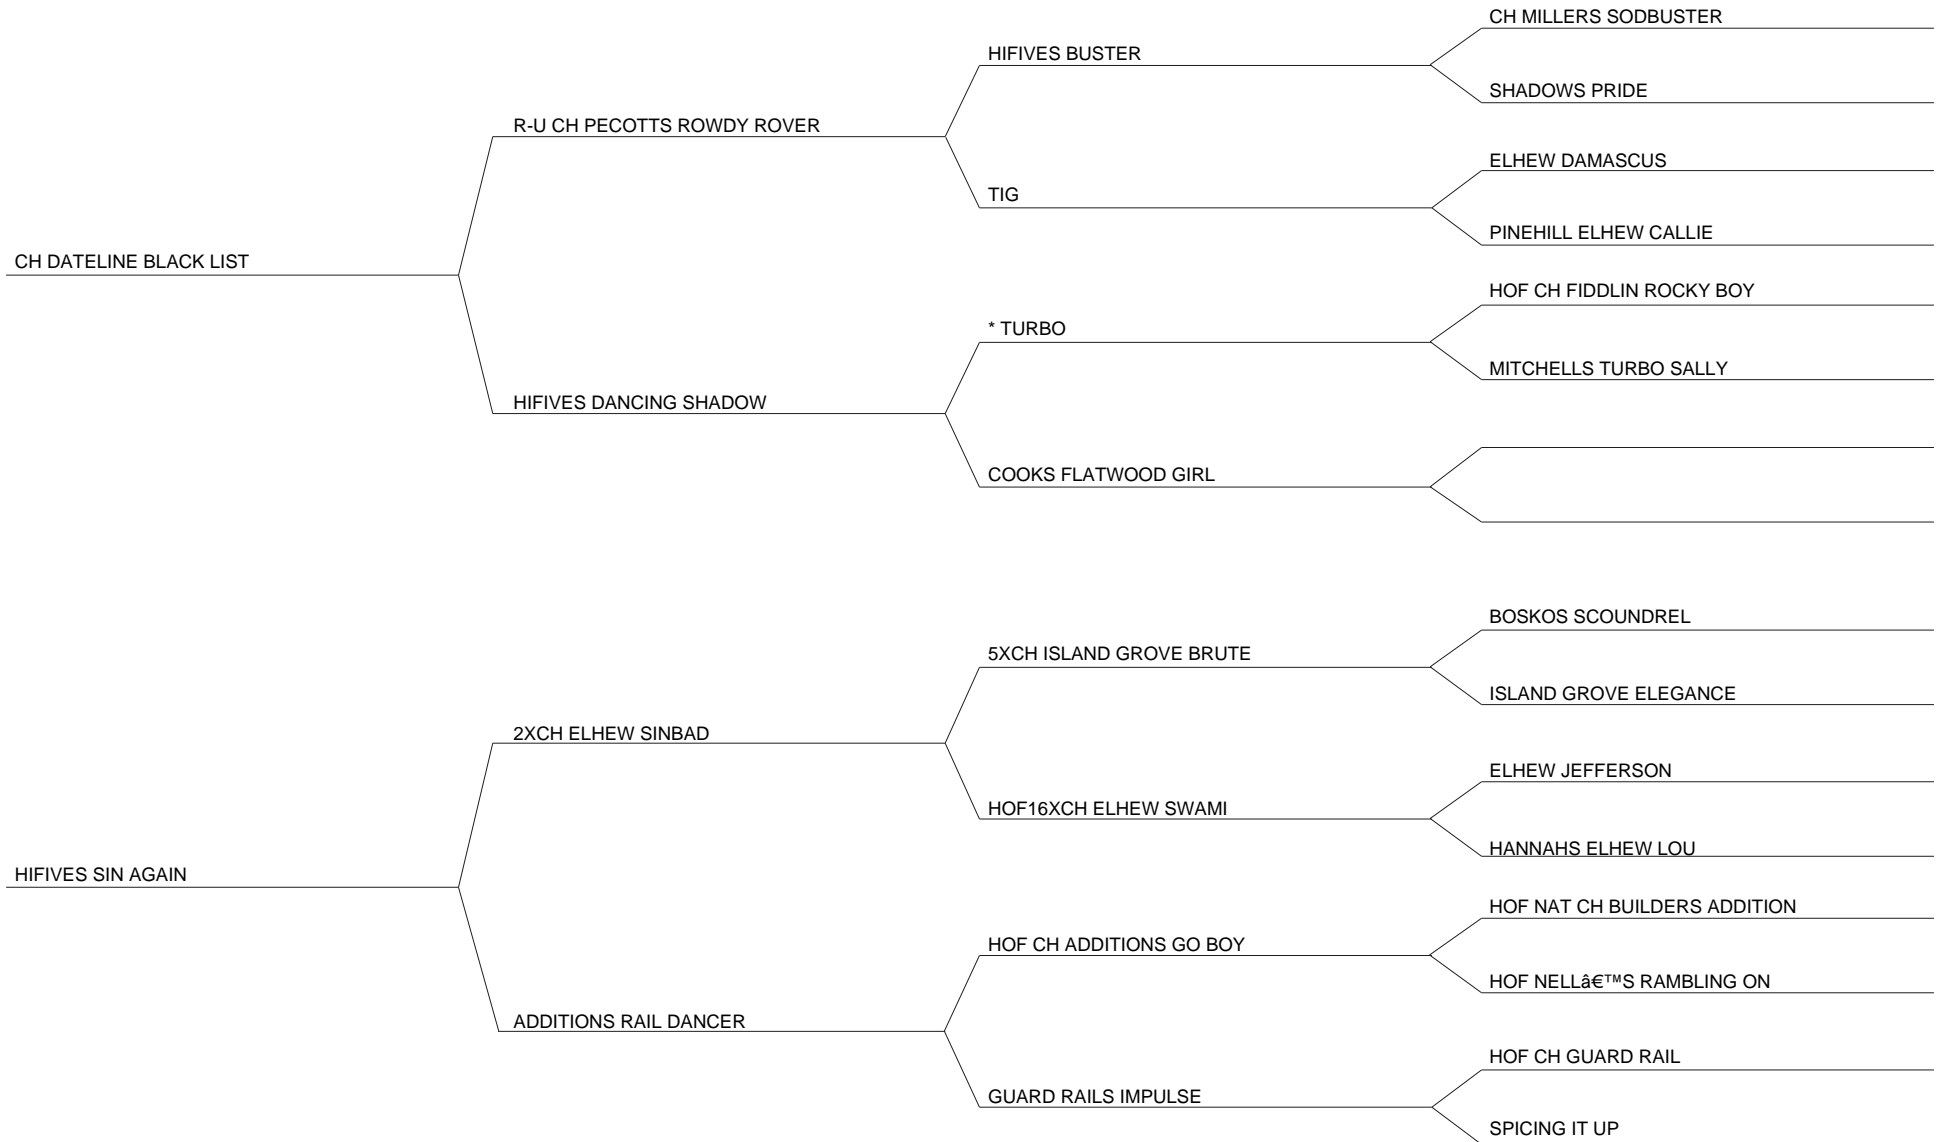 CH MILLERS SODBUSTER
HIFIVES BUSTER
SHADOWS PRIDE
R-U CH PECOTTS ROWDY ROVER
ELHEW DAMASCUS
TIG
PINEHILL ELHEW CALLIE
CH DATELINE BLACK LIST
HOF CH FIDDLIN ROCKY BOY
* TURBO
MITCHELLS TURBO SALLY
HIFIVES DANCING SHADOW
COOKS FLATWOOD GIRL
BOSKOS SCOUNDREL
5XCH ISLAND GROVE BRUTE
ISLAND GROVE ELEGANCE
2XCH ELHEW SINBAD
ELHEW JEFFERSON
HOF16XCH ELHEW SWAMI
HANNAHS ELHEW LOU
HIFIVES SIN AGAIN
HOF NAT CH BUILDERS ADDITION
HOF CH ADDITIONS GO BOY
HOF NELLâ€™S RAMBLING ON
ADDITIONS RAIL DANCER
HOF CH GUARD RAIL
GUARD RAILS IMPULSE
SPICING IT UP